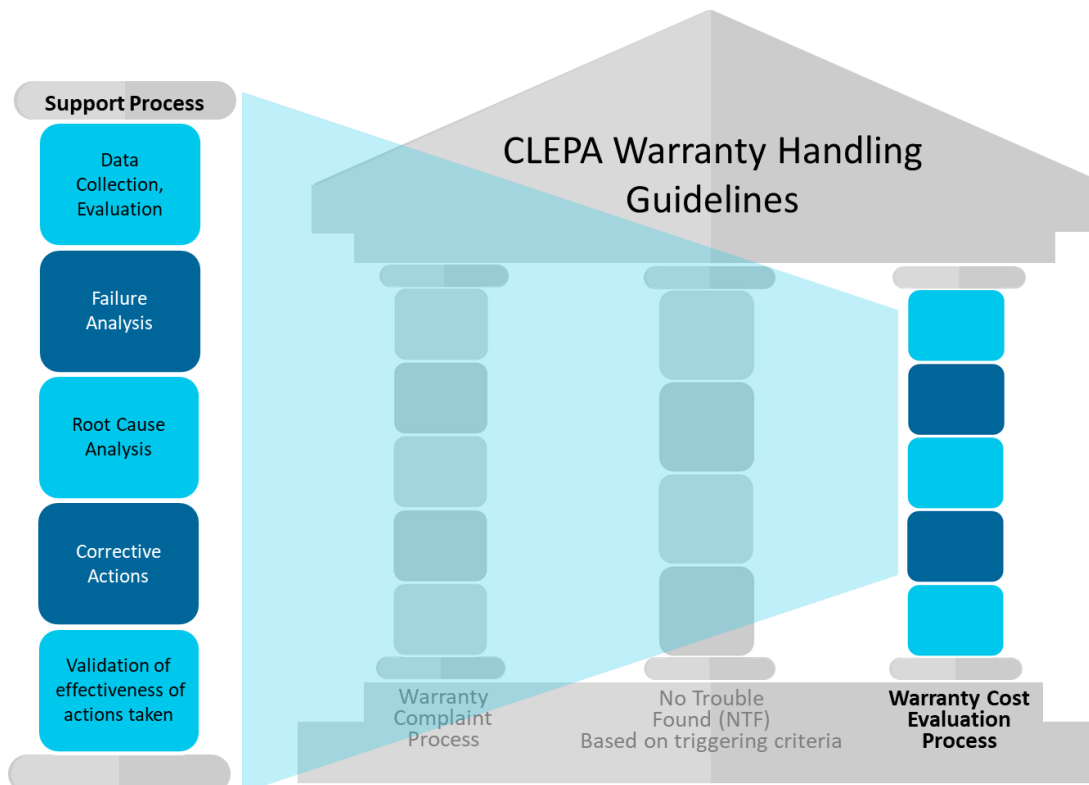 Support Process
Data
Collection,
Evaluation
Failure
Analysis
Root Cause
Analysis
Corrective
Actions
Validation of
effectiveness of
actions taken
CLEPA Warranty Handling
Guidelines
Warranty
Complaint
Process
No Trouble
Found (NTF)
Based on triggering criteria
Warranty Cost
Evaluation
Process